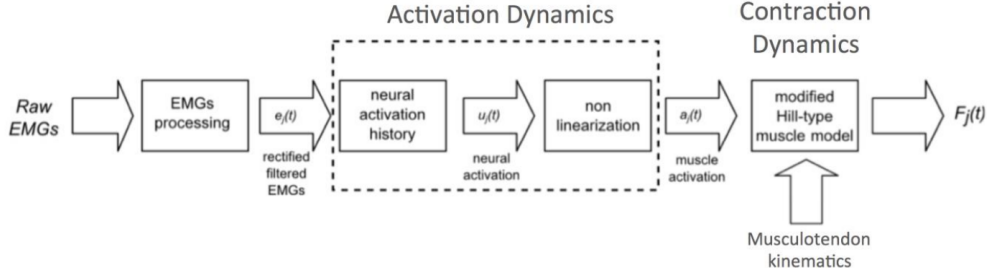 Activation Dynamics
Contraction
Dynamics
Raw
EMGs
EMGs
processing
eⱼ(t)
rectified
filtered
EMGs
neural
activation
history
uⱼ(t)
neural
activation
non
linearization
aⱼ(t)
muscle
activation
modified
Hill-type
muscle model
Fⱼ(t)
Musculotendon
kinematics